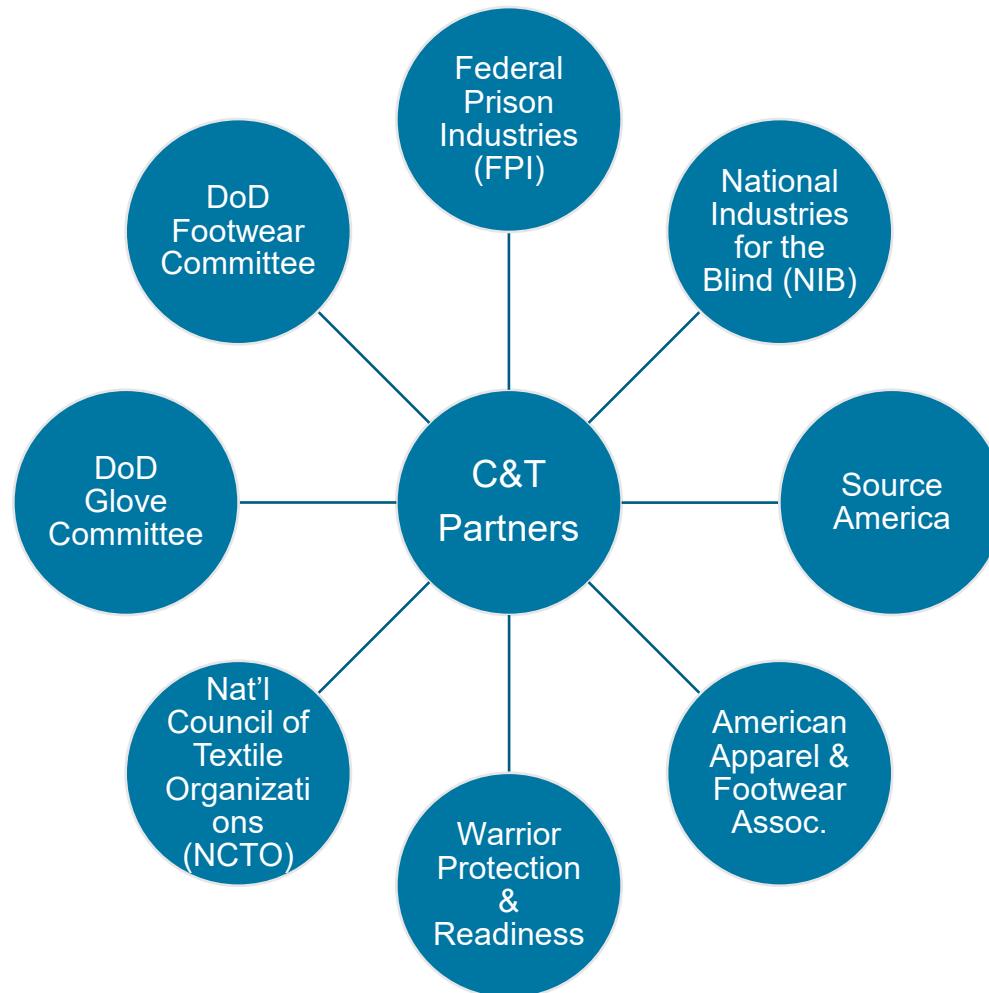 Federal
Prison
Industries
(FPI)
National
Industries
for the
Blind (NIB)
Source
America
American
Apparel &
Footwear
Assoc.
Warrior
Protection
&
Readiness
Nat’l
Council of
Textile
Organizati
ons
(NCTO)
DoD
Glove
Committee
DoD
Footwear
Committee
C&T
Partners